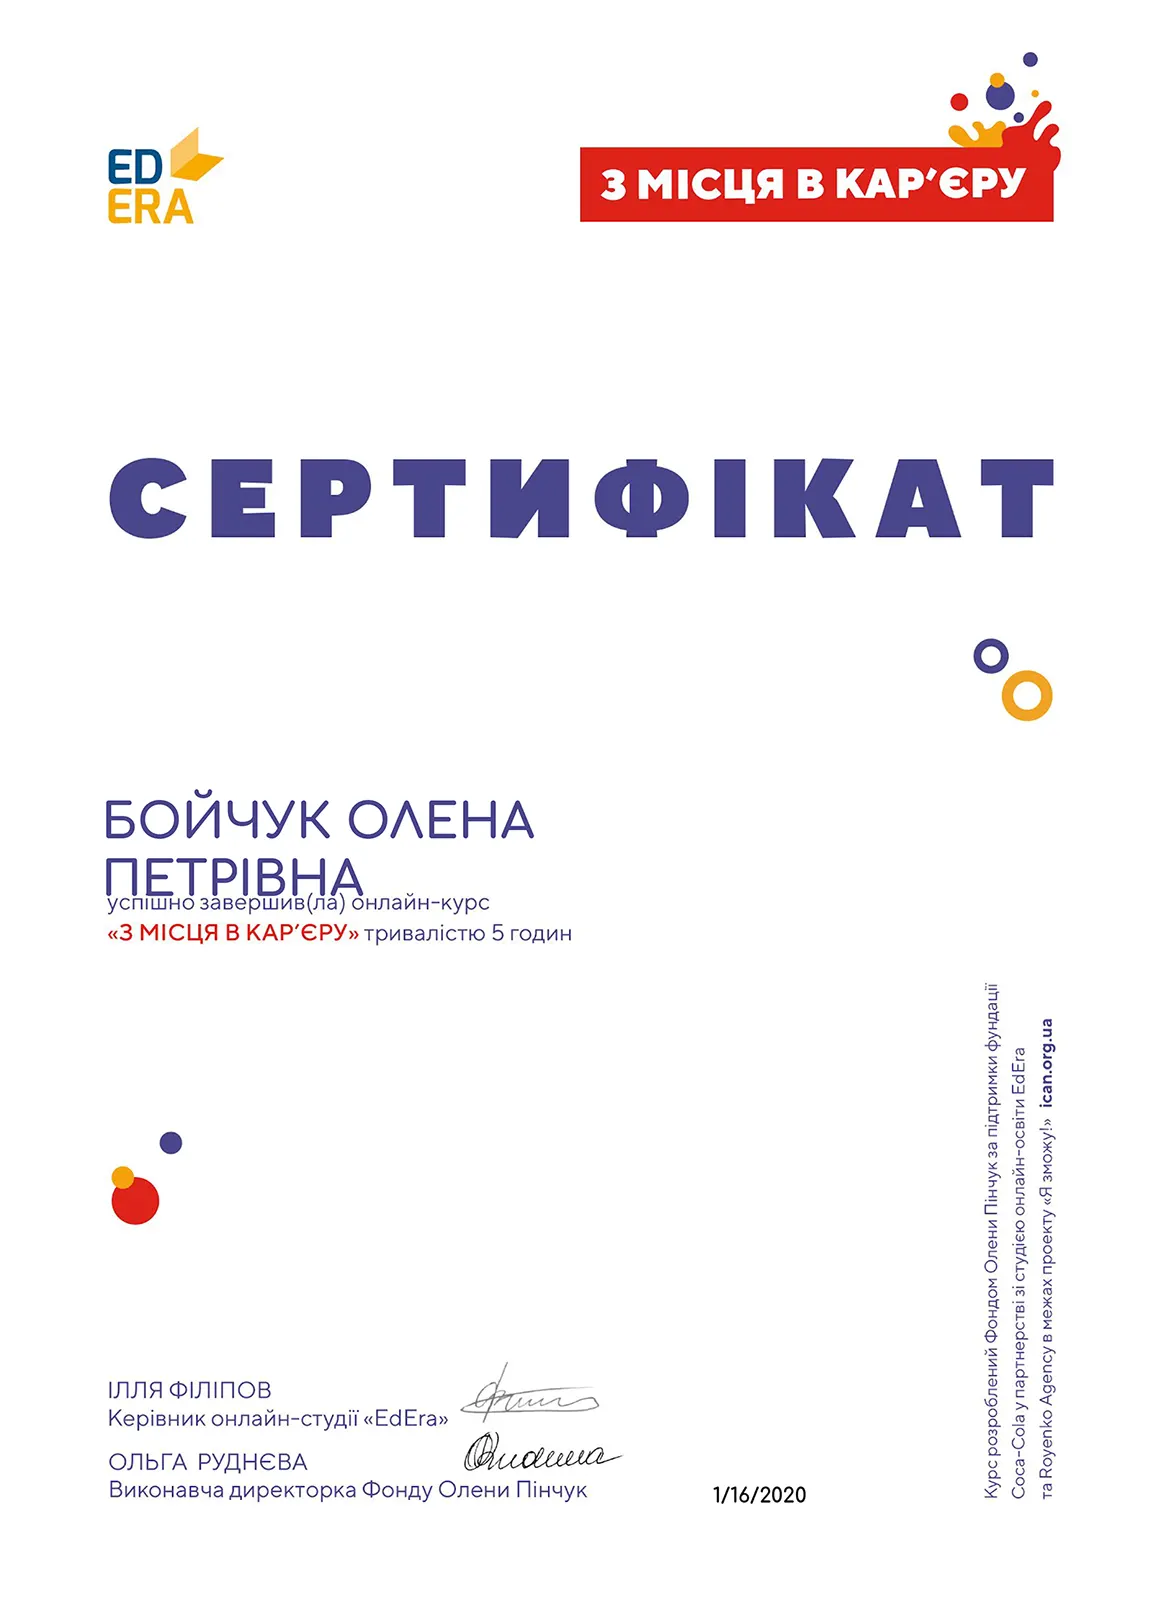 ED
ERA
З МІСЦЯ В КАР’ЄРУ
СЕРТИФІКАТ
БОЙЧУК ОЛЕНА
ПЕТРІВНА
успішно завершив(ла) онлайн-курс
«З МІСЦЯ В КАР’ЄРУ» тривалістю 5 годин
Курс розроблений Фондом Олени Пінчук за підтримки фундації
Coca-Cola у партнерстві зі студією онлайн-освіти EdEra
та Royenko Agency в межах проекту «Я зможу!» ican.org.ua
ІЛЛЯ ФІЛІПОВ
Керівник онлайн-студії «EdEra»
ОЛЬГА РУДНЄВА
Виконавча директорка Фонду Олени Пінчук
1/16/2020